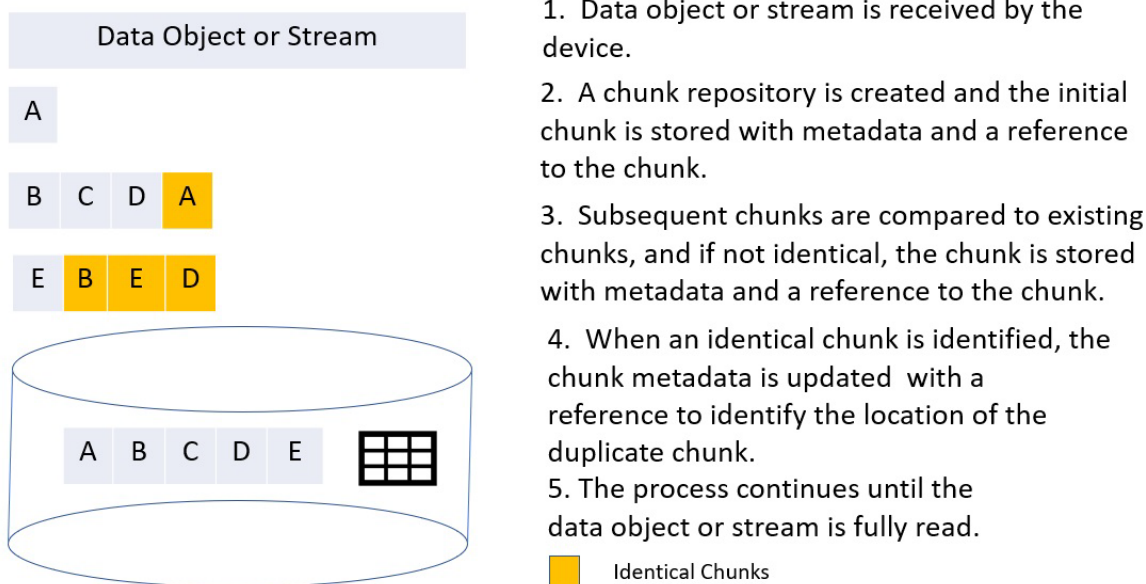 Data Object or Stream
A
B C D A
E B E D
A B C D E
1. Data object or stream is received by the
device.
2. A chunk repository is created and the initial
chunk is stored with metadata and a reference
to the chunk.
3. Subsequent chunks are compared to existing
chunks, and if not identical, the chunk is stored
with metadata and a reference to the chunk.
4. When an identical chunk is identified, the
chunk metadata is updated with a
reference to identify the location of the
duplicate chunk.
5. The process continues until the
data object or stream is fully read.
Identical Chunks